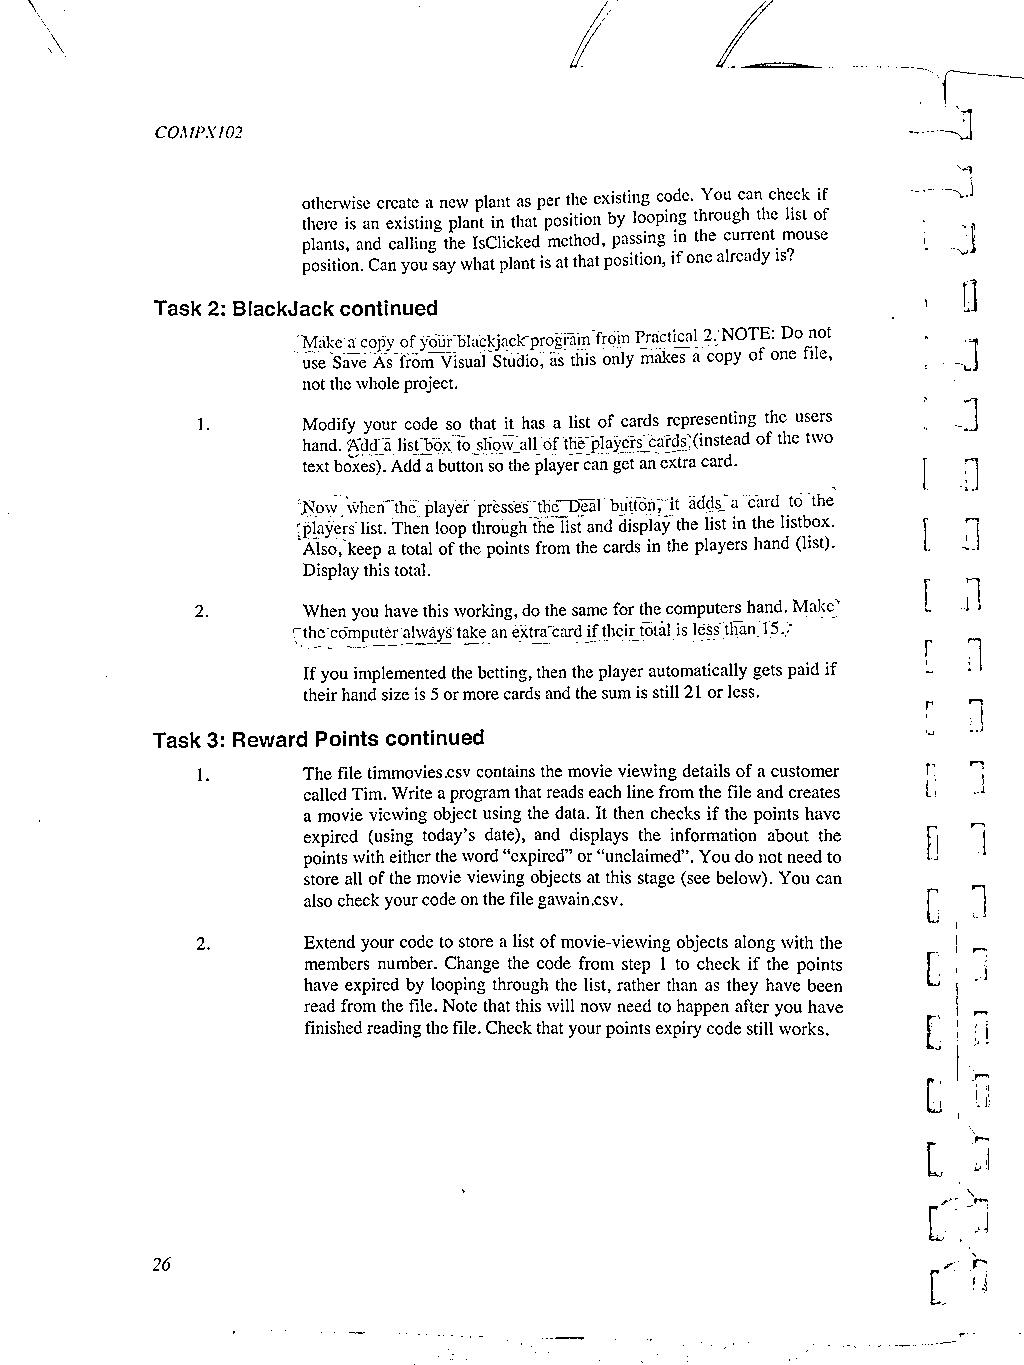 COMPX102
otherwise create a new plant as per the existing code. You can check if
there is an existing plant in that position by looping through the list of
plants, and calling the IsClicked method, passing in the current mouse
position. Can you say what plant is at that position, if one already is?
Task 2: BlackJack continued
Make a copy of your blackjack program from Practical 2. NOTE: Do not
use Save As from Visual Studio, as this only makes a copy of one file,
not the whole project.
1. Modify your code so that it has a list of cards representing the users
hand. Add a list box to show all of the players cards (instead of the two
text boxes). Add a button so the player can get an extra card.
Now when the player presses the Deal button, it adds a card to the
players list. Then loop through the list and display the list in the listbox.
Also, keep a total of the points from the cards in the players hand (list).
Display this total.
2. When you have this working, do the same for the computers hand. Make
the computer always take an extra card if their total is less than 15.
If you implemented the betting, then the player automatically gets paid if
their hand size is 5 or more cards and the sum is still 21 or less.
Task 3: Reward Points continued
1. The file timmovies.csv contains the movie viewing details of a customer
called Tim. Write a program that reads each line from the file and creates
a movie viewing object using the data. It then checks if the points have
expired (using today's date), and displays the information about the
points with either the word "expired" or "unclaimed". You do not need to
store all of the movie viewing objects at this stage (see below). You can
also check your code on the file gawain.csv.
2. Extend your code to store a list of movie-viewing objects along with the
members number. Change the code from step 1 to check if the points
have expired by looping through the list, rather than as they have been
read from the file. Note that this will now need to happen after you have
finished reading the file. Check that your points expiry code still works.
26